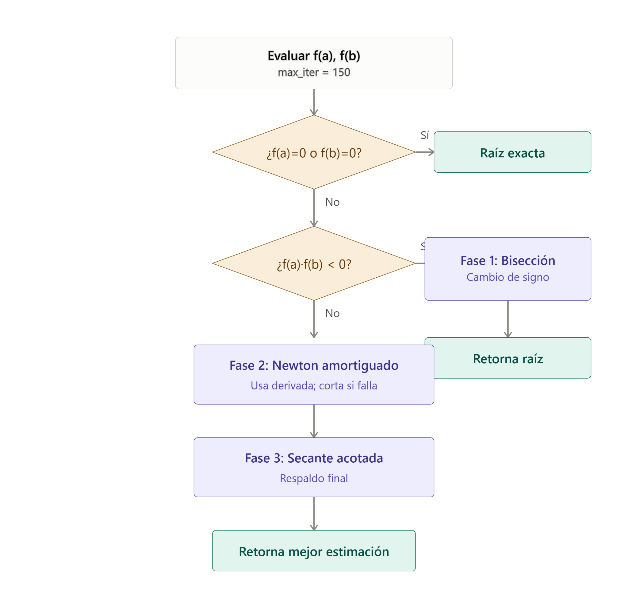 Evaluar f(a), f(b)
max_iter = 150
¿f(a)=0 o f(b)=0?
Sí
Raíz exacta
No
¿f(a)·f(b) < 0?
S
Fase 1: Bisección
Cambio de signo
No
Retorna raíz
Fase 2: Newton amortiguado
Usa derivada; corta si falla
Fase 3: Secante acotada
Respaldo final
Retorna mejor estimación